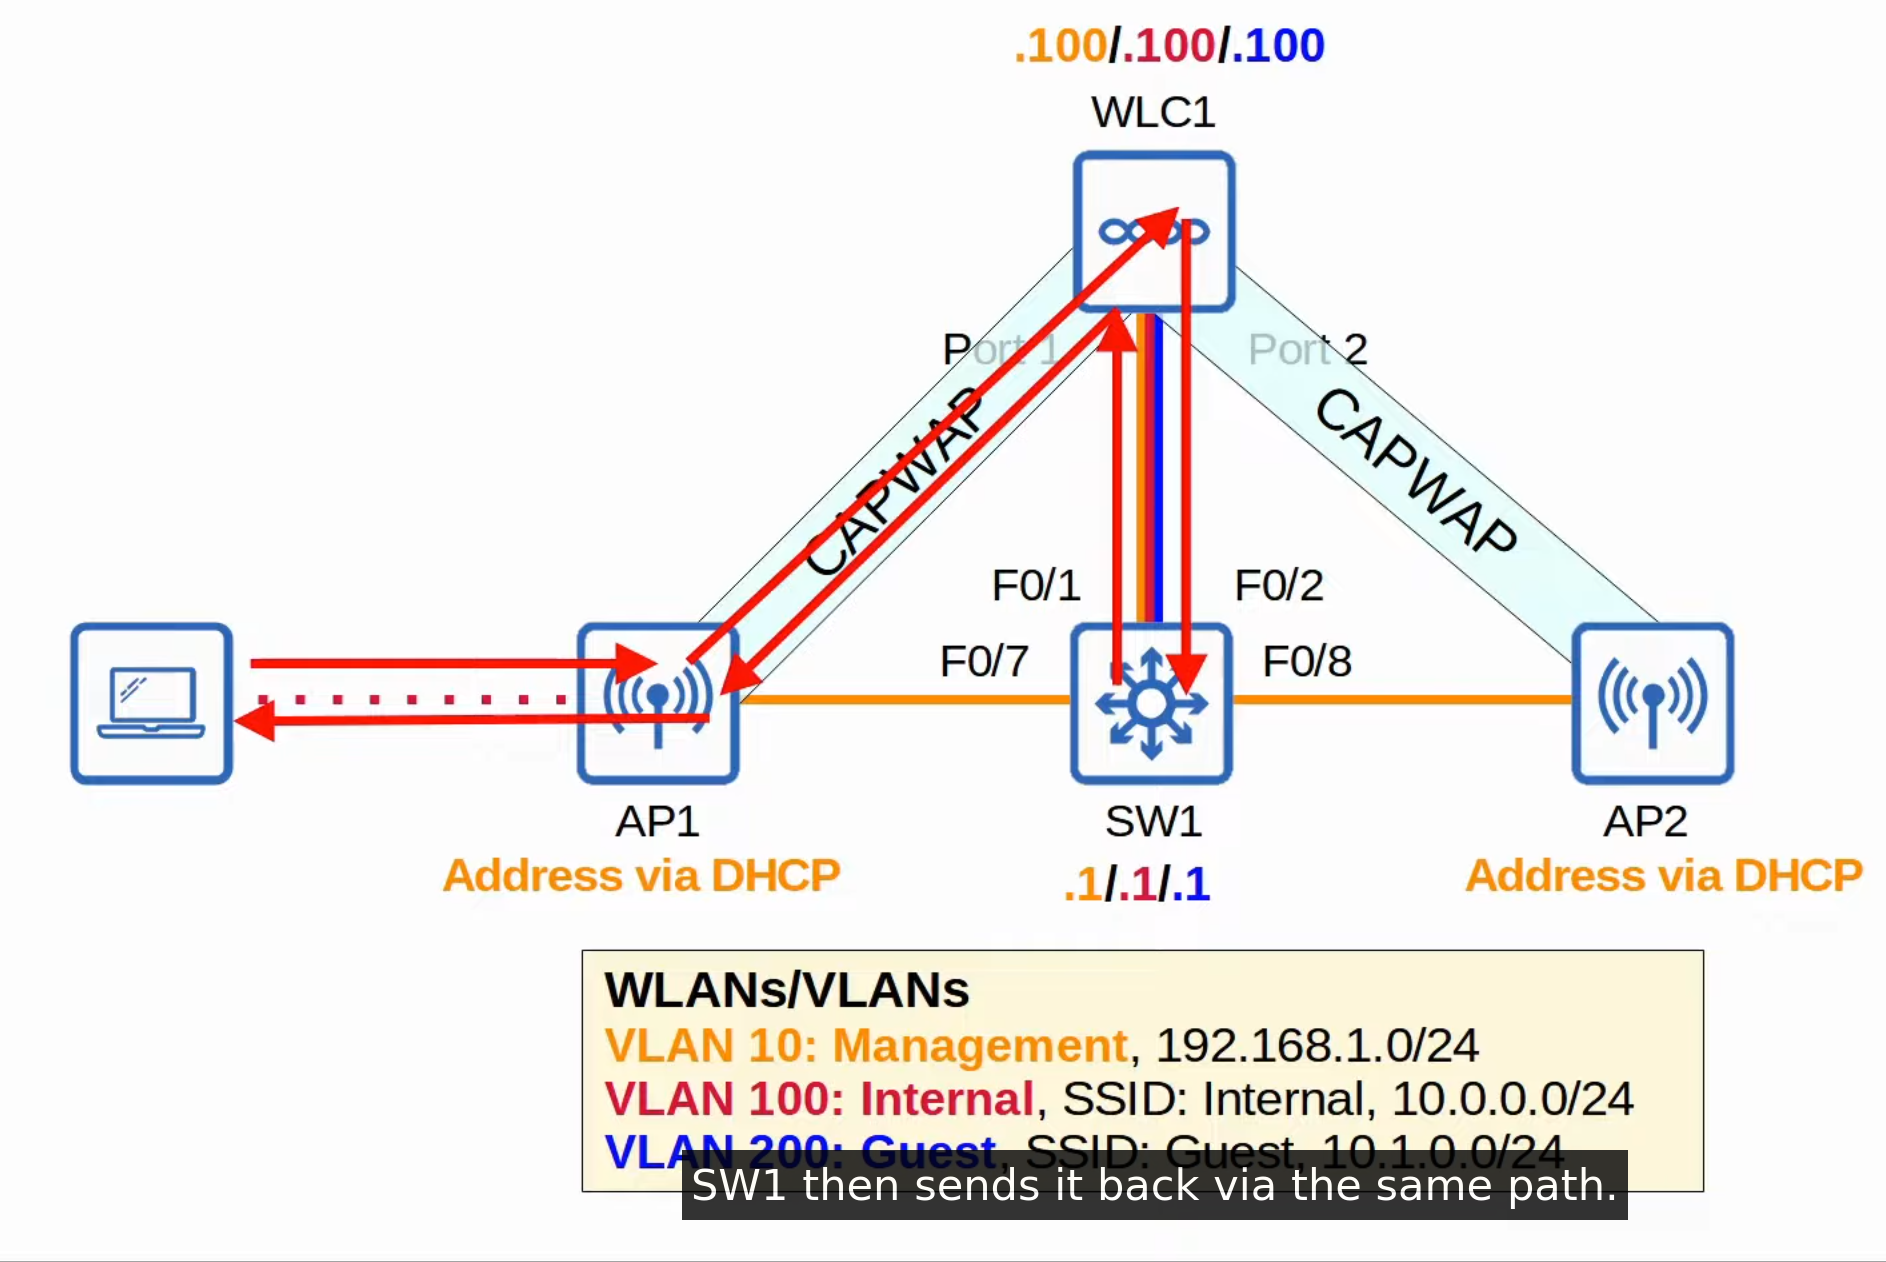 .100/.100/.100
WLC1
Port 1
Port 2
CAPWAP
CAPWAP
F0/1
F0/2
F0/7
F0/8
AP1
SW1
AP2
Address via DHCP
.1/.1/.1
Address via DHCP
WLANs/VLANs
VLAN 10: Management, 192.168.1.0/24
VLAN 100: Internal, SSID: Internal, 10.0.0.0/24
VLAN 200: Guest, SSID: Guest, 10.1.0.0/24
SW1 then sends it back via the same path.